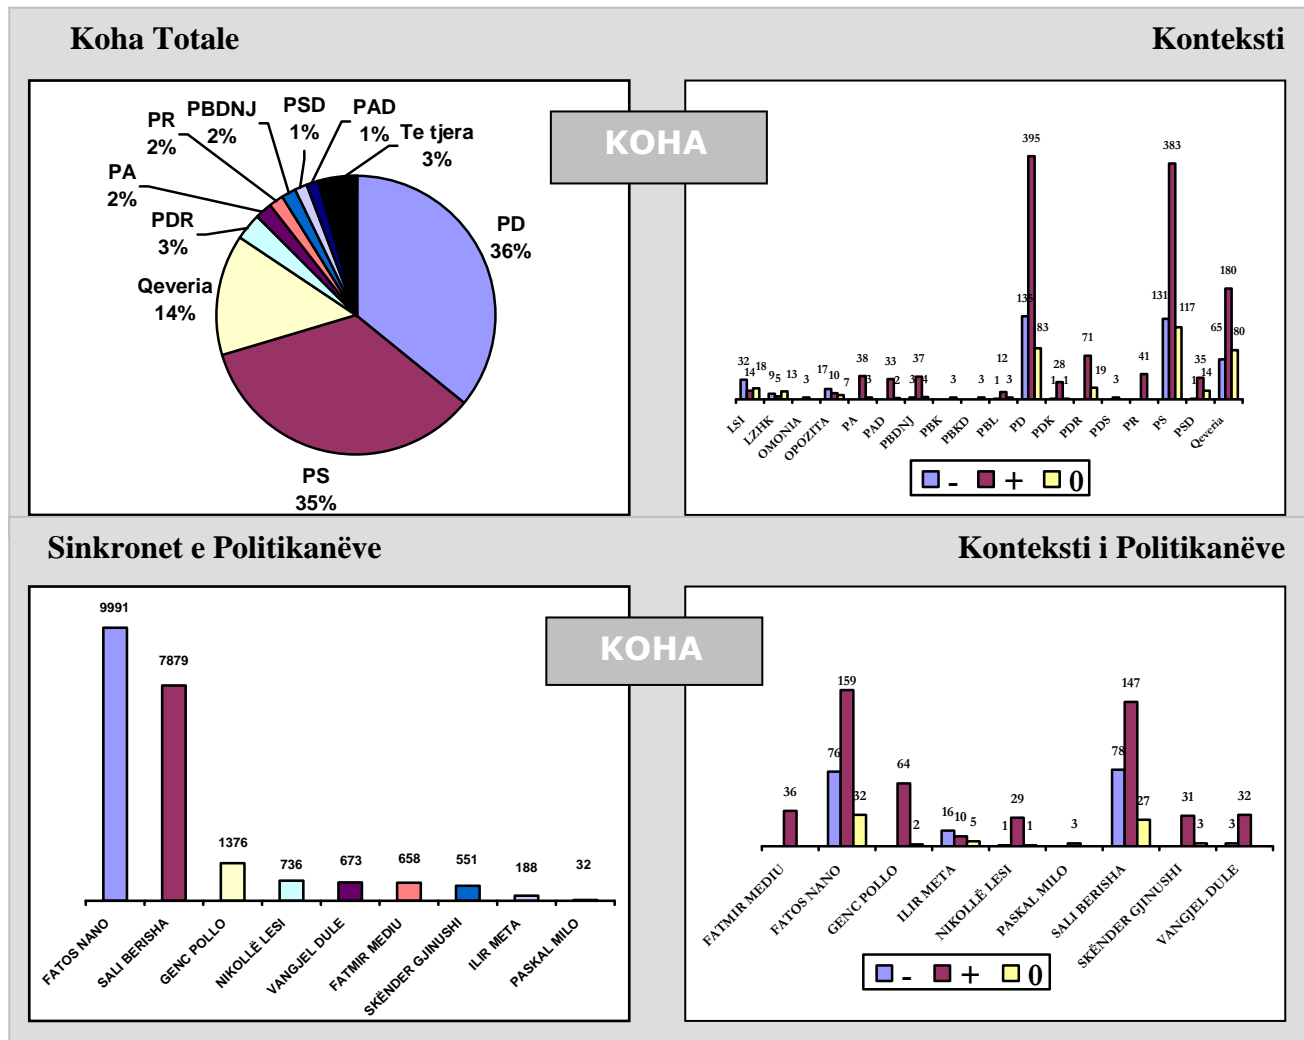 Koha Totale
Konteksti
KOHA
PBDNJ
2%
PSD
1%
PAD
1%
Te tjera
3%
PR
2%
PA
2%
PDR
3%
Qeveria
14%
PD
36%
PS
35%
32 14 18 9 5 13 3 17 10 7 38 3 33 2 3 37 4 3 3 1 12 3 135 395 83 1 28 1 71 19 3 41 131 383 117 1 35 14 65 180 80
LSI LZHK OMONIA OPOZITA PA PAD PBDNJ PBK PBKD PBL PD PDK PDR PDS PR PS PSD Qeveria
- + 0
Sinkronet e Politikanëve
Konteksti i Politikanëve
KOHA
9991 7879 1376 736 673 658 551 188 32
FATOS NANO SALI BERISHA GENC POLLO NIKOLLË LESI VANGJEL DULE FATMIR MEDIU SKËNDER GJINUSHI ILIR META PASKAL MILO
36 76 159 32 64 2 16 10 5 1 29 1 3 78 147 27 31 3 3 32
FATMIR MEDIU FATOS NANO GENC POLLO ILIR META NIKOLLË LESI PASKAL MILO SALI BERISHA SKËNDER GJINUSHI VANGJEL DULE
- + 0